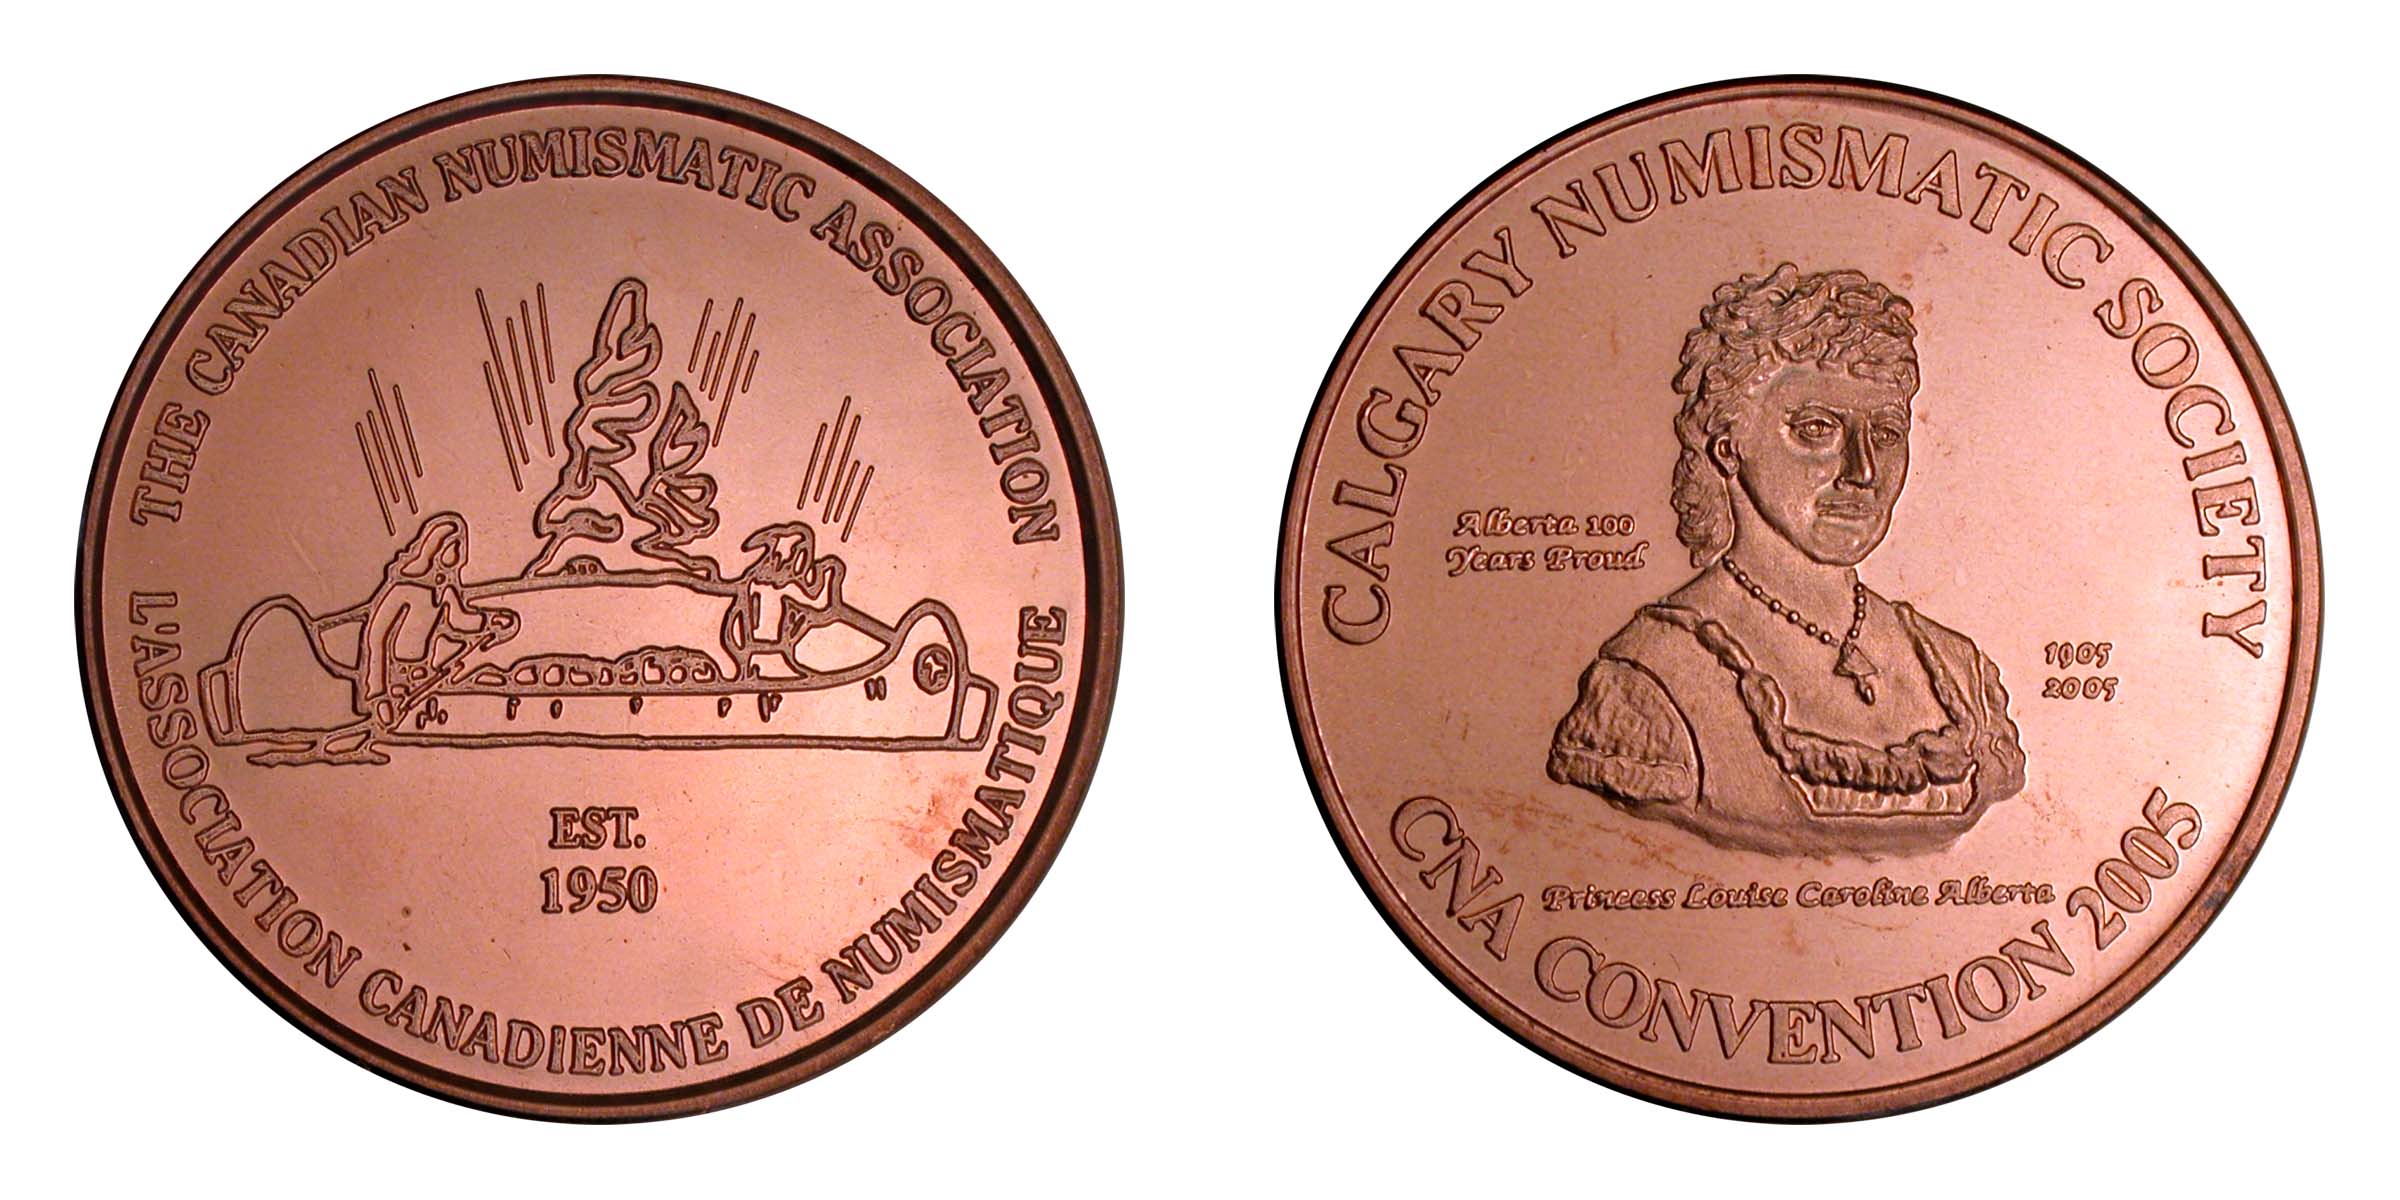 THE CANADIAN NUMISMATIC ASSOCIATION
EST.
1950
L'ASSOCIATION CANADIENNE DE NUMISMATIQUE
CALGARY NUMISMATIC SOCIETY
Alberta 100
Years Proud
1905
2005
Princess Louise Caroline Alberta
CNA CONVENTION 2005